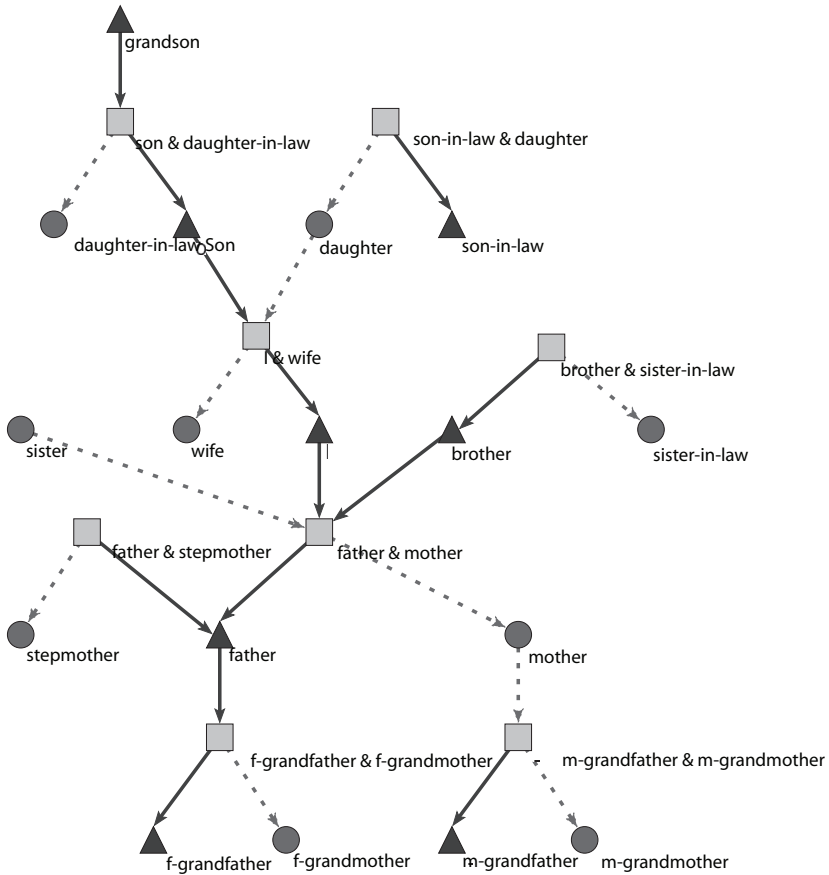 grandson
son & daughter-in-law
son-in-law & daughter
daughter-in-law
Son
daughter
son-in-law
I & wife
brother & sister-in-law
sister
wife
I
brother
sister-in-law
father & stepmother
father & mother
stepmother
father
mother
f-grandfather & f-grandmother
m-grandfather & m-grandmother
f-grandfather
f-grandmother
m-grandfather
m-grandmother